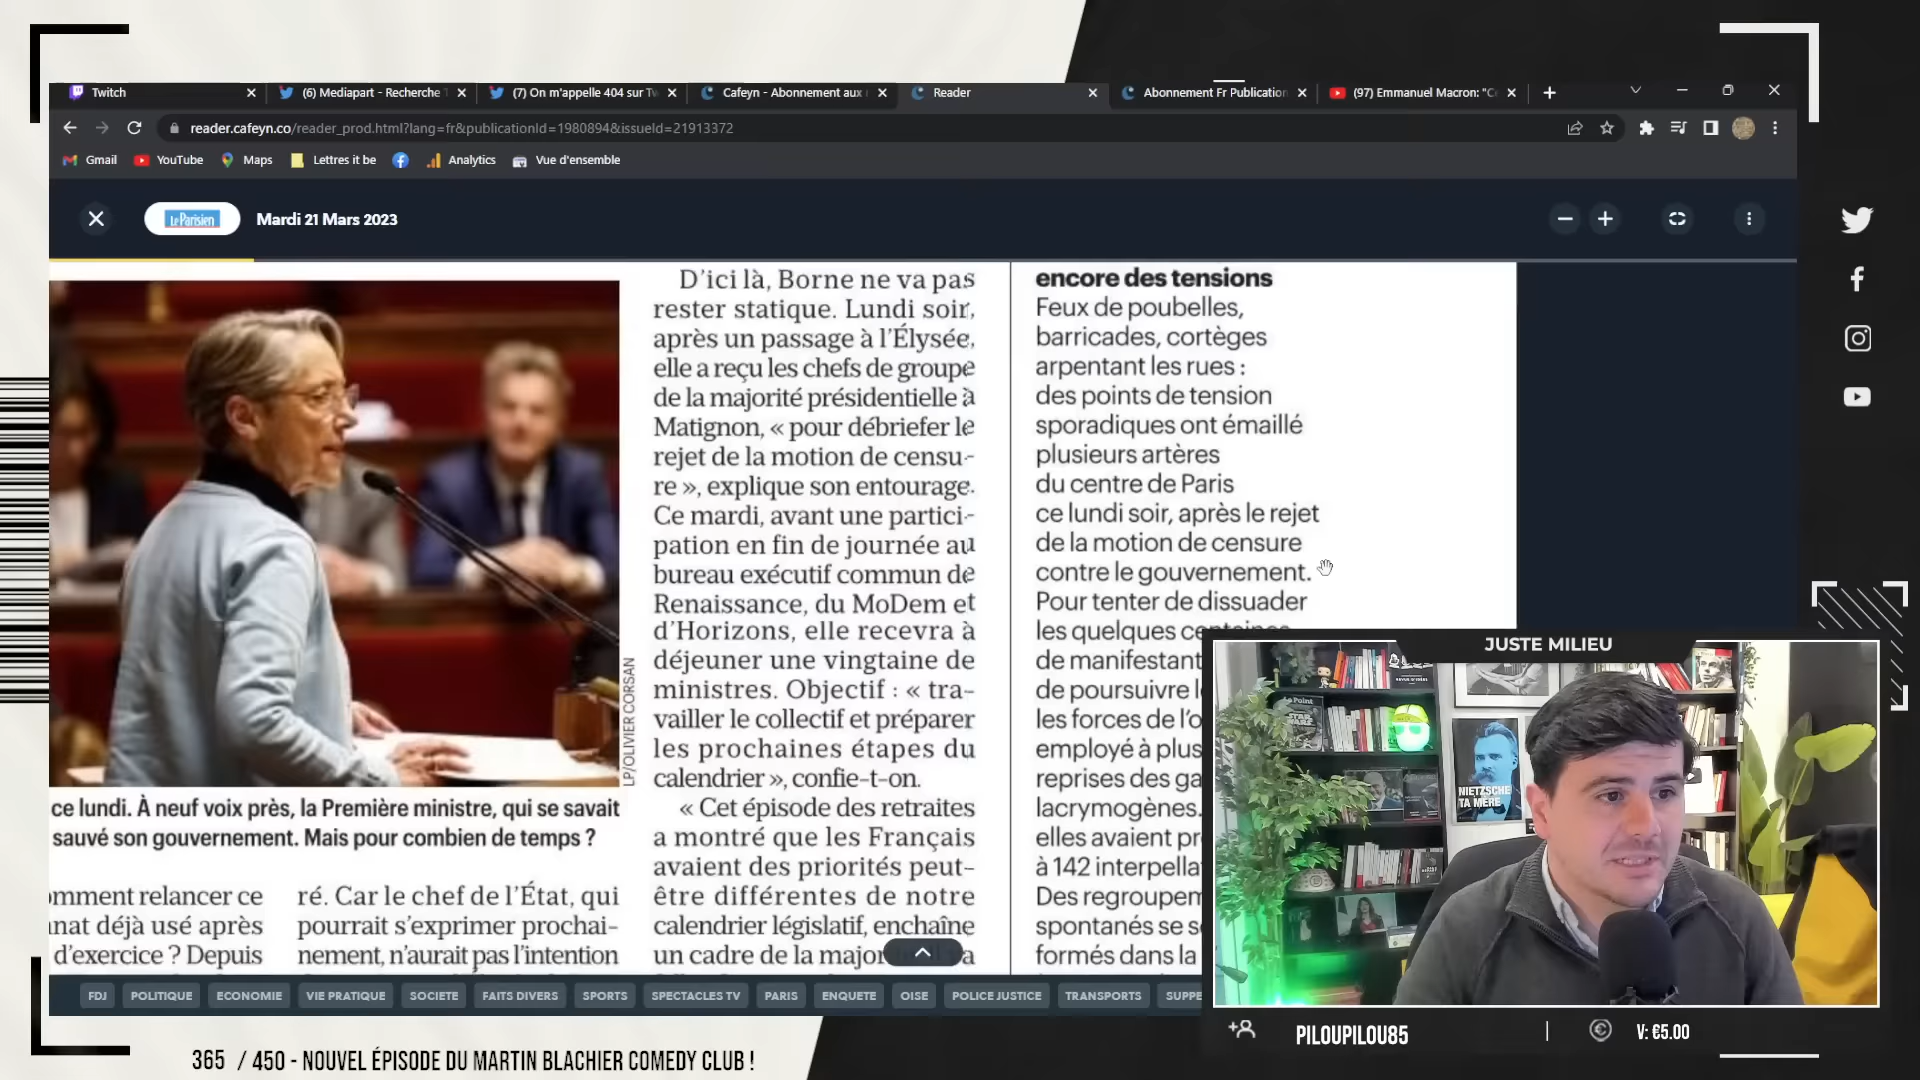 Twitch
(6) Mediapart - Recherche
(7) On m'appelle 404 sur Tw
Cafeyn - Abonnement aux
Reader
Abonnement Fr Publication
(97) Emmanuel Macron: "C
reader.cafeyn.co/reader_prod.html?lang=fr&publicationId=1980894&issueId=21913372
Gmail
YouTube
Maps
Lettres it be
Analytics
Vue d'ensemble
Le Parisien
Mardi 21 Mars 2023
LP/OLIVIER CORSAN
ce lundi. À neuf voix près, la Première ministre, qui se savait
sauvé son gouvernement. Mais pour combien de temps ?
omment relancer ce
nat déjà usé après
d'exercice ? Depuis
ré. Car le chef de l'État, qui
pourrait s'exprimer prochai-
nement, n'aurait pas l'intention
D'ici là, Borne ne va pas
rester statique. Lundi soir,
après un passage à l'Élysée,
elle a reçu les chefs de groupe
de la majorité présidentielle à
Matignon, « pour débriefer le
rejet de la motion de censu-
re », explique son entourage.
Ce mardi, avant une partici-
pation en fin de journée au
bureau exécutif commun de
Renaissance, du MoDem et
d'Horizons, elle recevra à
déjeuner une vingtaine de
ministres. Objectif : « tra-
vailler le collectif et préparer
les prochaines étapes du
calendrier », confie-t-on.
« Cet épisode des retraites
a montré que les Français
avaient des priorités peut-
être différentes de notre
calendrier législatif, enchaîne
un cadre de la major
encore des tensions
Feux de poubelles,
barricades, cortèges
arpentant les rues :
des points de tension
sporadiques ont émaillé
plusieurs artères
du centre de Paris
ce lundi soir, après le rejet
de la motion de censure
contre le gouvernement.
Pour tenter de dissuader
les quelques centaines
de manifestant
de poursuivre l
les forces de l'o
employé à plus
reprises des ga
lacrymogènes.
elles avaient pr
à 142 interpella
Des regroupem
spontanés se s
formés dans la
FDJ
POLITIQUE
ECONOMIE
VIE PRATIQUE
SOCIETE
FAITS DIVERS
SPORTS
SPECTACLES TV
PARIS
ENQUETE
OISE
POLICE JUSTICE
TRANSPORTS
SUPPE
JUSTE MILIEU
Le Point
STAR WARS
NIETZSCHE
TA MÈRE
PILOUPILOU85
V: €5.00
365 / 450 - NOUVEL ÉPISODE DU MARTIN BLACHIER COMEDY CLUB !